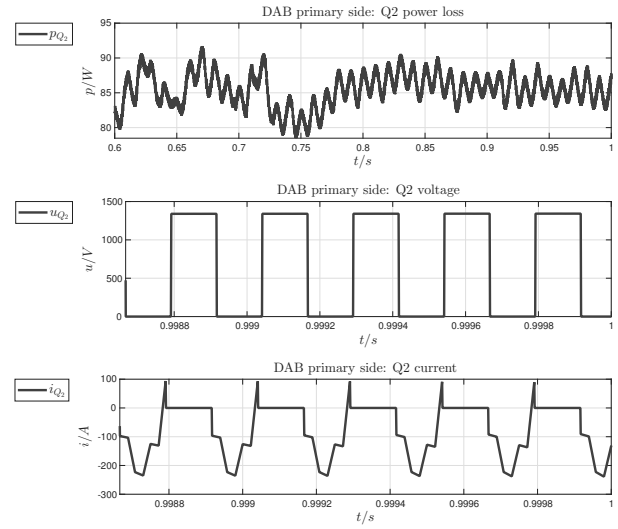 DAB primary side: Q2 power loss
p_{Q_2}
95
90
85
80
p/W
0.6 0.65 0.7 0.75 0.8 0.85 0.9 0.95 1
t/s
DAB primary side: Q2 voltage
u_{Q_2}
1500
1000
500
0
u/V
0.9988 0.999 0.9992 0.9994 0.9996 0.9998 1
t/s
DAB primary side: Q2 current
i_{Q_2}
100
0
-100
-200
-300
i/A
0.9988 0.999 0.9992 0.9994 0.9996 0.9998 1
t/s